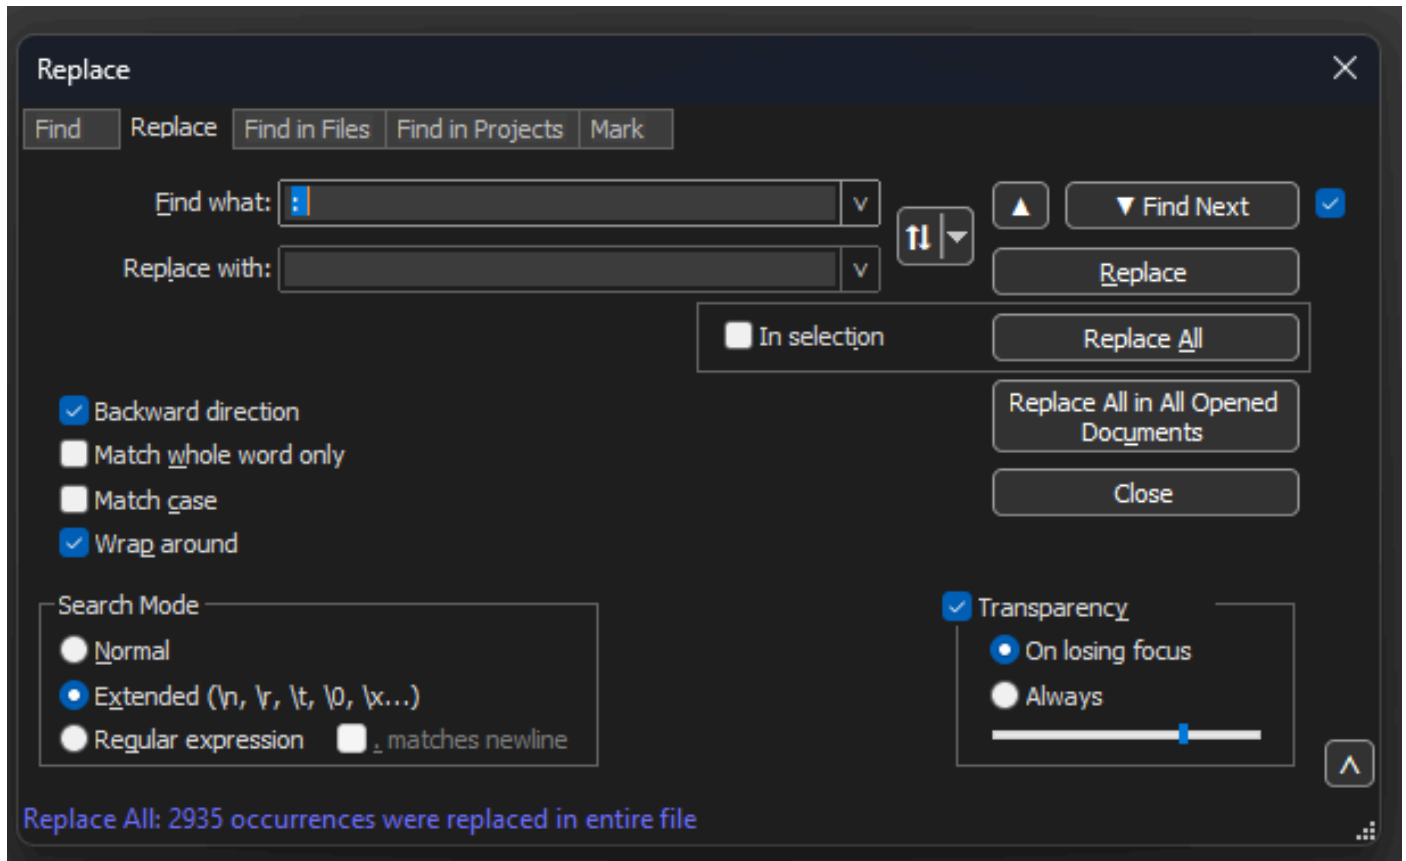 Replace
Find Replace Find in Files Find in Projects Mark
Find what: : ▲ ▼ Find Next
Replace with: Replace
In selection Replace All
Replace All in All Opened Documents
Backward direction
Match whole word only
Match case
Close
Wrap around
Search Mode
Normal
Extended (\n, \r, \t, \0, \x...)
Regular expression . matches newline
Transparency
On losing focus
Always
Replace All: 2935 occurrences were replaced in entire file